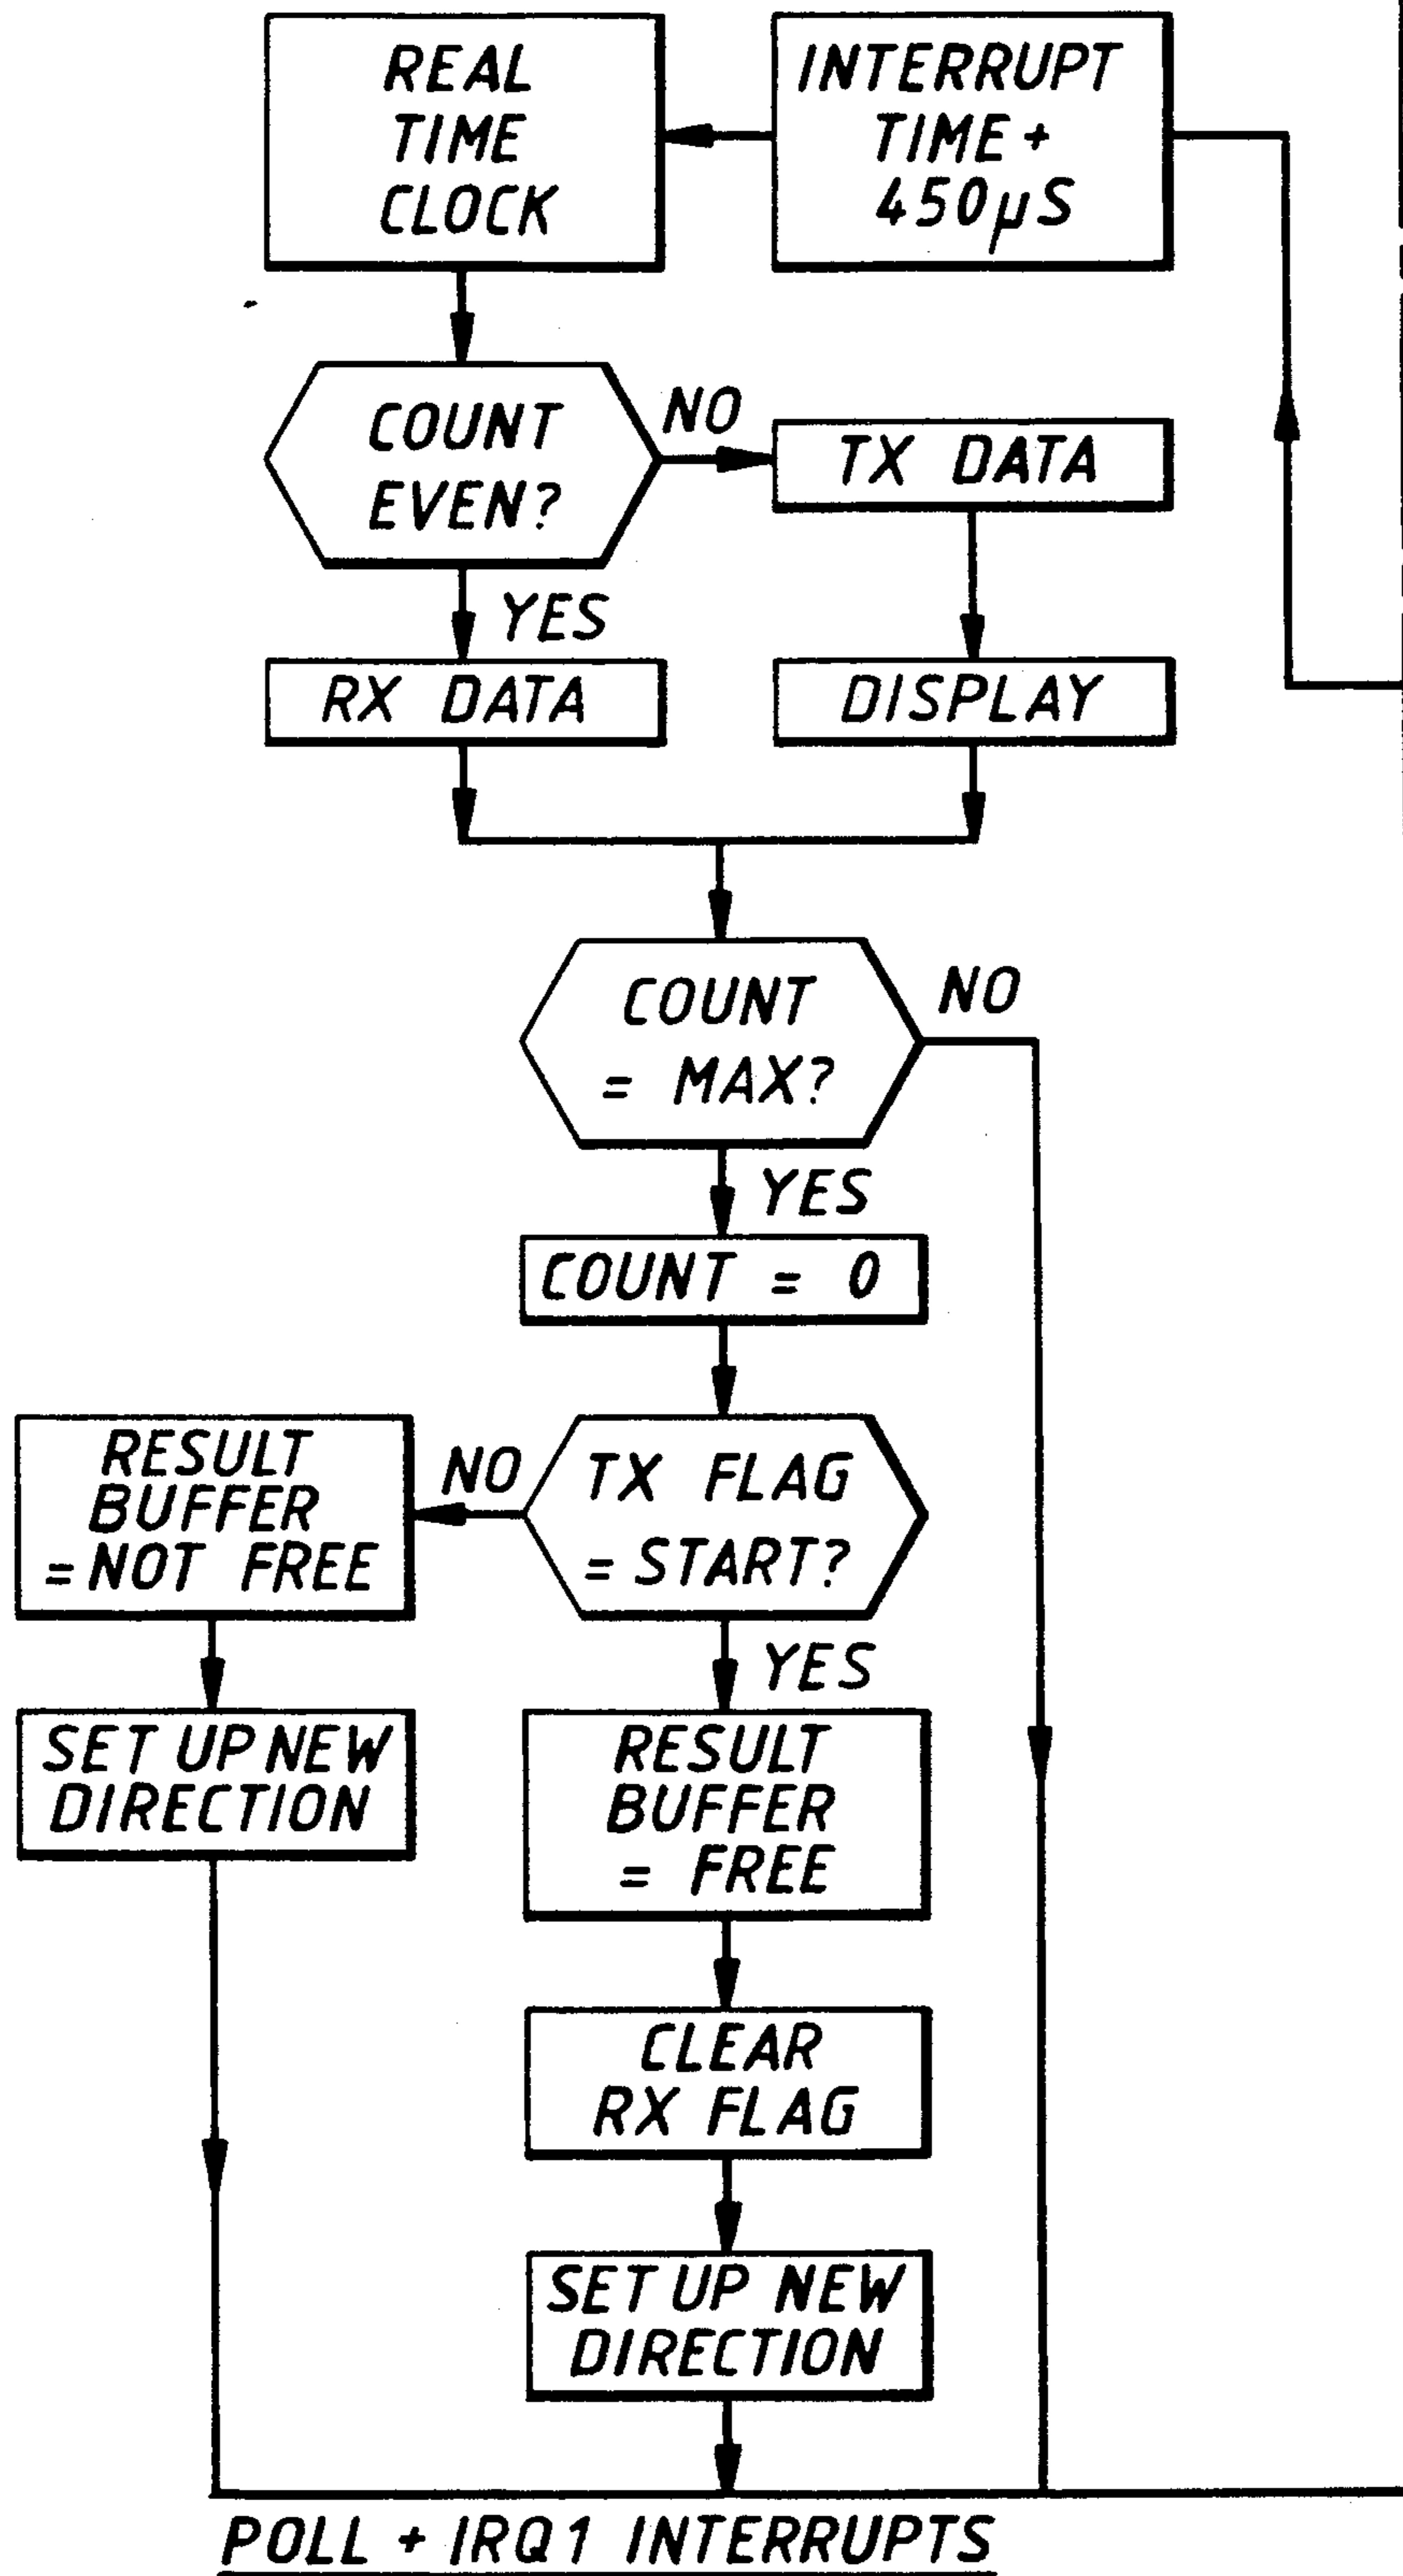 REAL
TIME
CLOCK
INTERRUPT
TIME +
450µS
COUNT
EVEN?
NO
TX DATA
YES
RX DATA
DISPLAY
COUNT
= MAX?
NO
YES
COUNT = 0
TX FLAG
= START?
NO
RESULT
BUFFER
= NOT FREE
YES
SET UP NEW
DIRECTION
RESULT
BUFFER
= FREE
CLEAR
RX FLAG
SET UP NEW
DIRECTION
POLL + IRQ1 INTERRUPTS